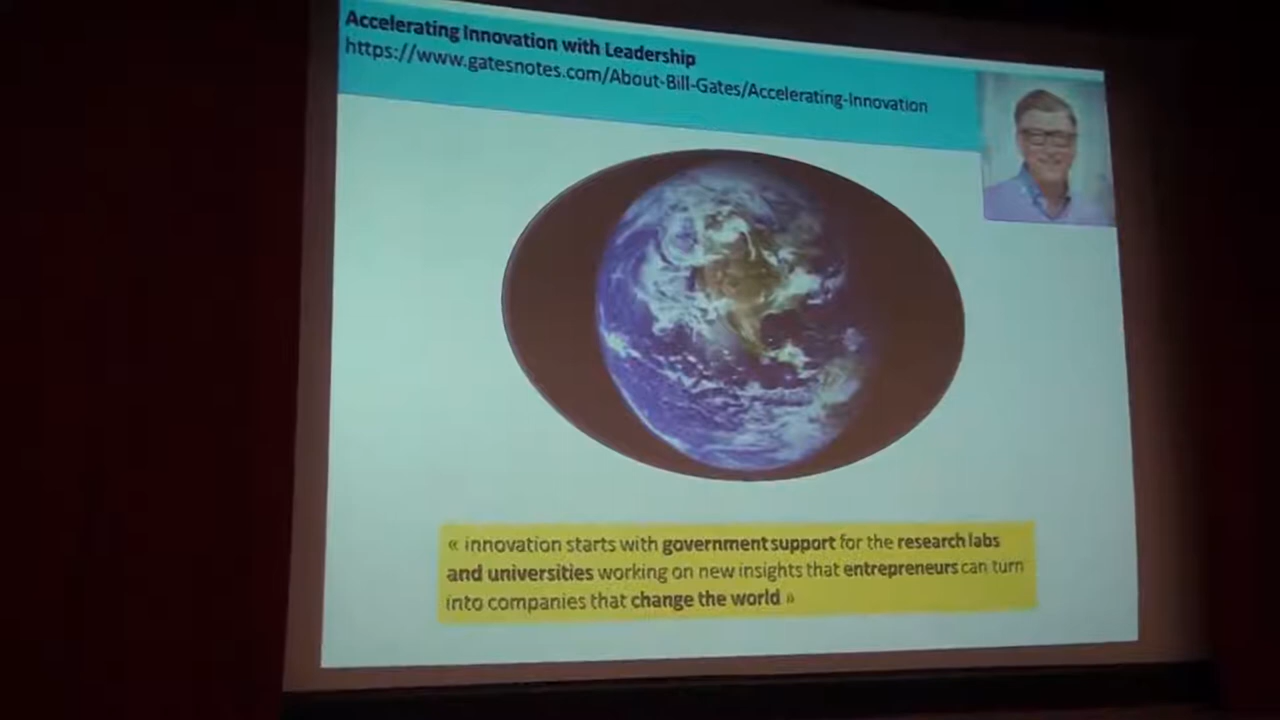 Accelerating Innovation with Leadership
https://www.gatesnotes.com/About-Bill-Gates/Accelerating-Innovation
« innovation starts with government support for the research labs
and universities working on new insights that entrepreneurs can turn
into companies that change the world »